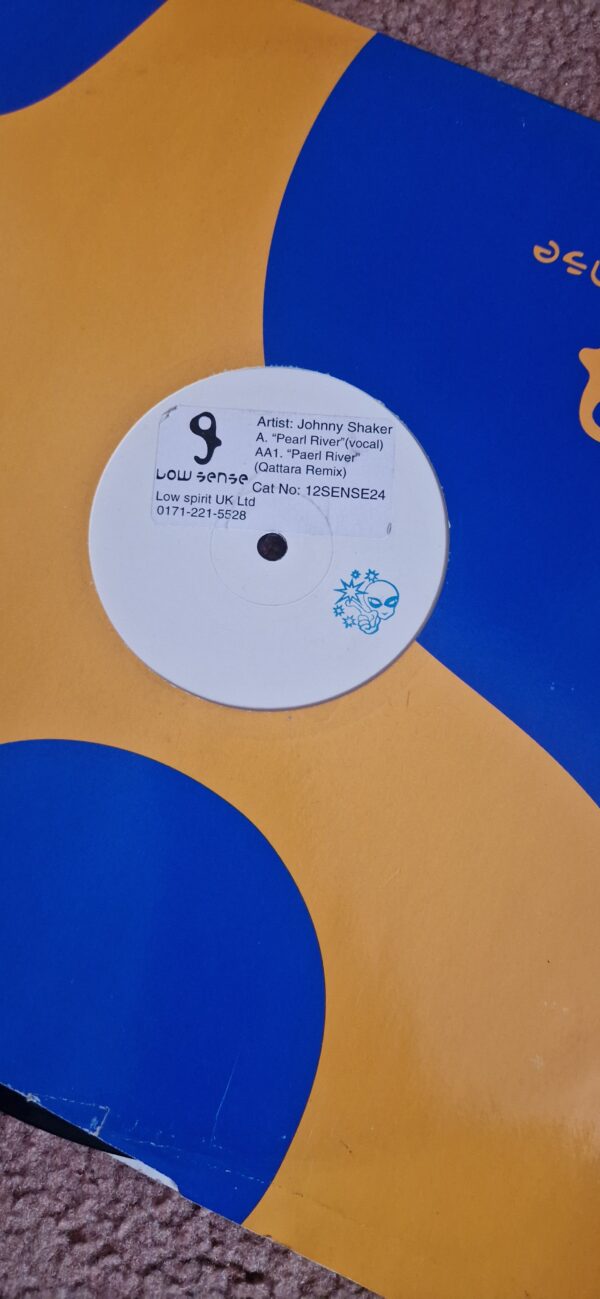 nse
Low sense
Artist: Johnny Shaker
A. “Pearl River”(vocal)
AA1. “Paerl River”
(Qattara Remix)
Cat No: 12SENSE24
Low spirit UK Ltd
0171-221-5528